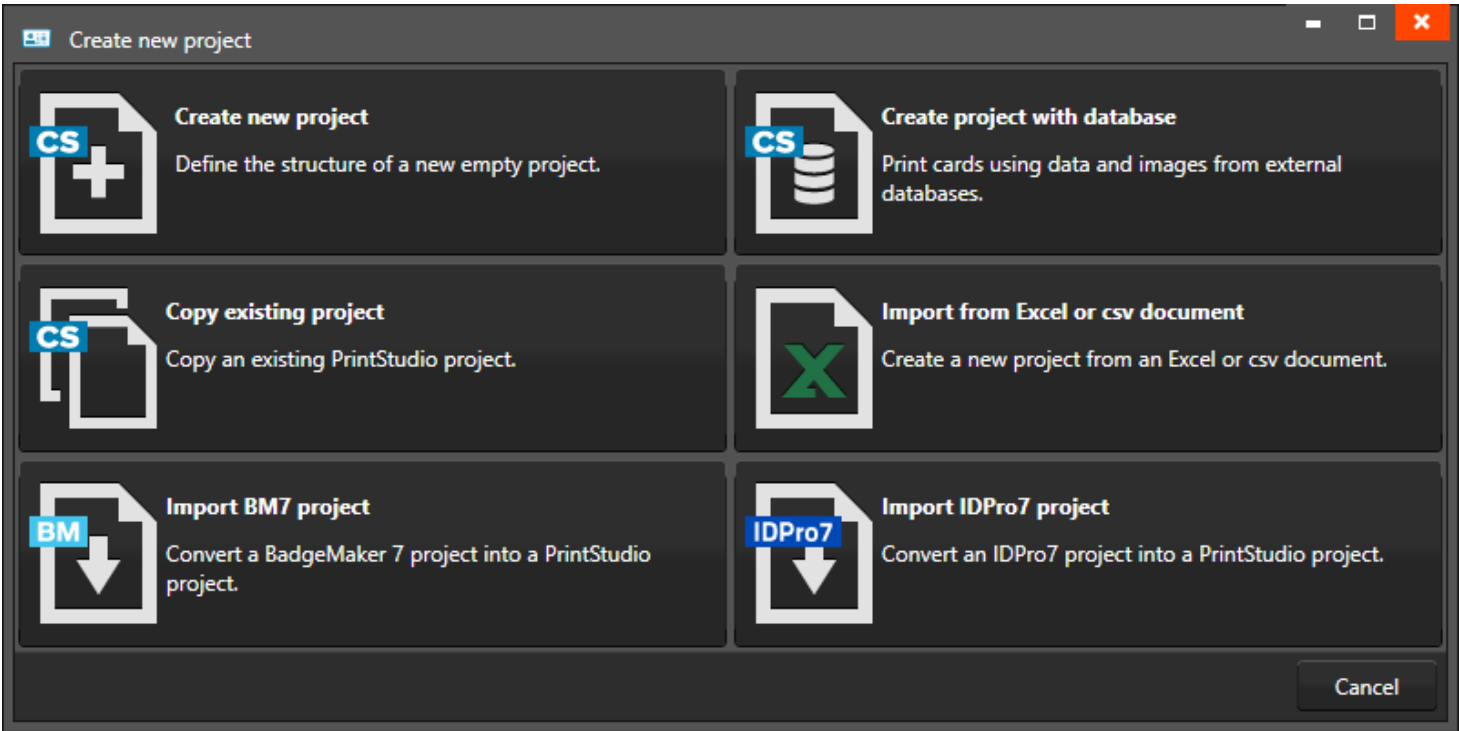 Create new project
CS
Create new project
Define the structure of a new empty project.
CS
Create project with database
Print cards using data and images from external
databases.
CS
Copy existing project
Copy an existing PrintStudio project.
Import from Excel or csv document
Create a new project from an Excel or csv document.
BM
Import BM7 project
Convert a BadgeMaker 7 project into a PrintStudio
project.
IDPro7
Import IDPro7 project
Convert an IDPro7 project into a PrintStudio project.
Cancel